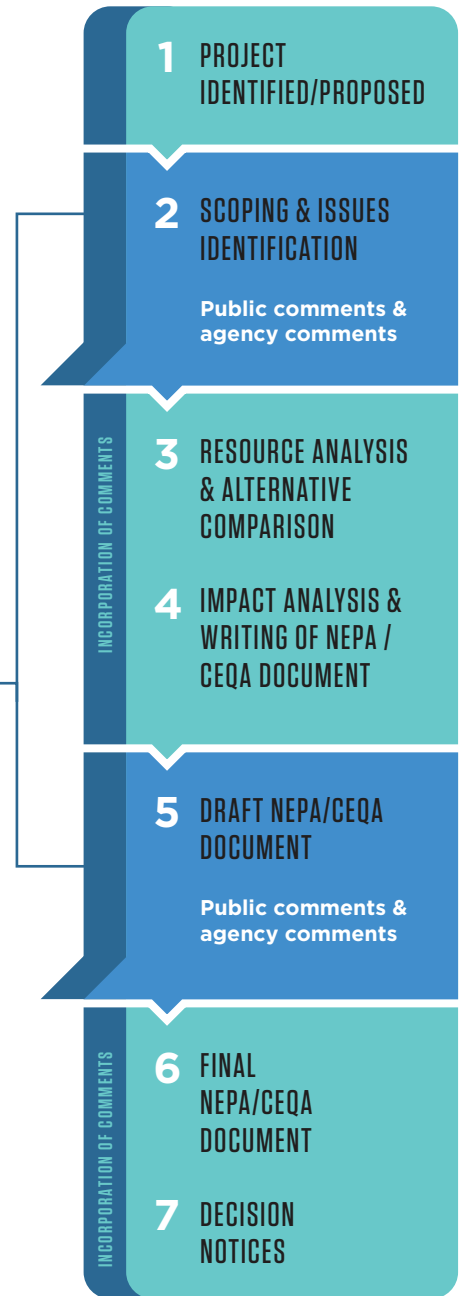 1 PROJECT
IDENTIFIED/PROPOSED
2 SCOPING & ISSUES
IDENTIFICATION
Public comments &
agency comments
INCORPORATION OF COMMENTS
3 RESOURCE ANALYSIS
& ALTERNATIVE
COMPARISON
4 IMPACT ANALYSIS &
WRITING OF NEPA /
CEQA DOCUMENT
5 DRAFT NEPA/CEQA
DOCUMENT
Public comments &
agency comments
INCORPORATION OF COMMENTS
6 FINAL
NEPA/CEQA
DOCUMENT
7 DECISION
NOTICES